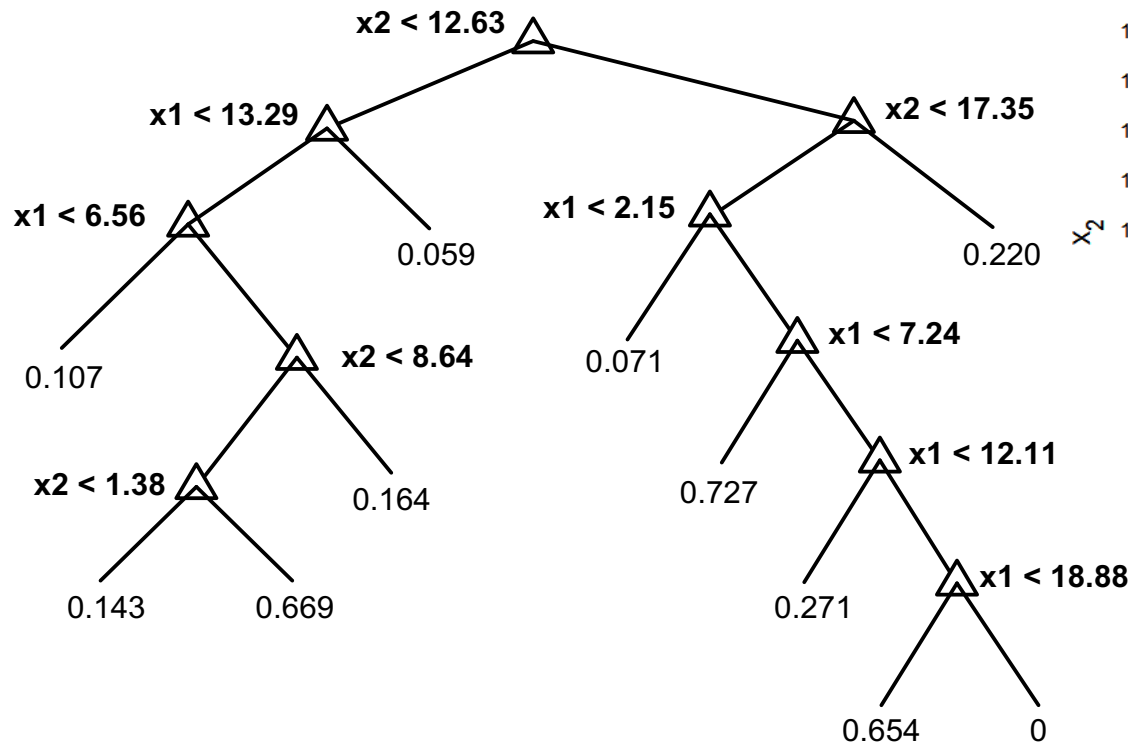 x2 < 12.63
x1 < 13.29
x2 < 17.35
x1 < 6.56
x1 < 2.15
0.059
0.220
x2
x1 < 7.24
0.107
x2 < 8.64
0.071
x1 < 12.11
x2 < 1.38
0.164
0.727
x1 < 18.88
0.143
0.669
0.271
0.654
0